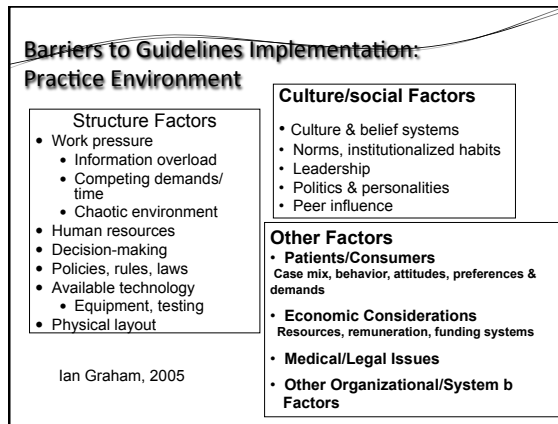 Barriers to Guidelines Implementation:
Practice Environment
Structure Factors
• Work pressure
• Information overload
• Competing demands/
time
• Chaotic environment
• Human resources
• Decision-making
• Policies, rules, laws
• Available technology
• Equipment, testing
• Physical layout
Ian Graham, 2005
Culture/social Factors
• Culture & belief systems
• Norms, institutionalized habits
• Leadership
• Politics & personalities
• Peer influence
Other Factors
• Patients/Consumers
Case mix, behavior, attitudes, preferences &
demands
• Economic Considerations
Resources, remuneration, funding systems
• Medical/Legal Issues
• Other Organizational/System b
Factors